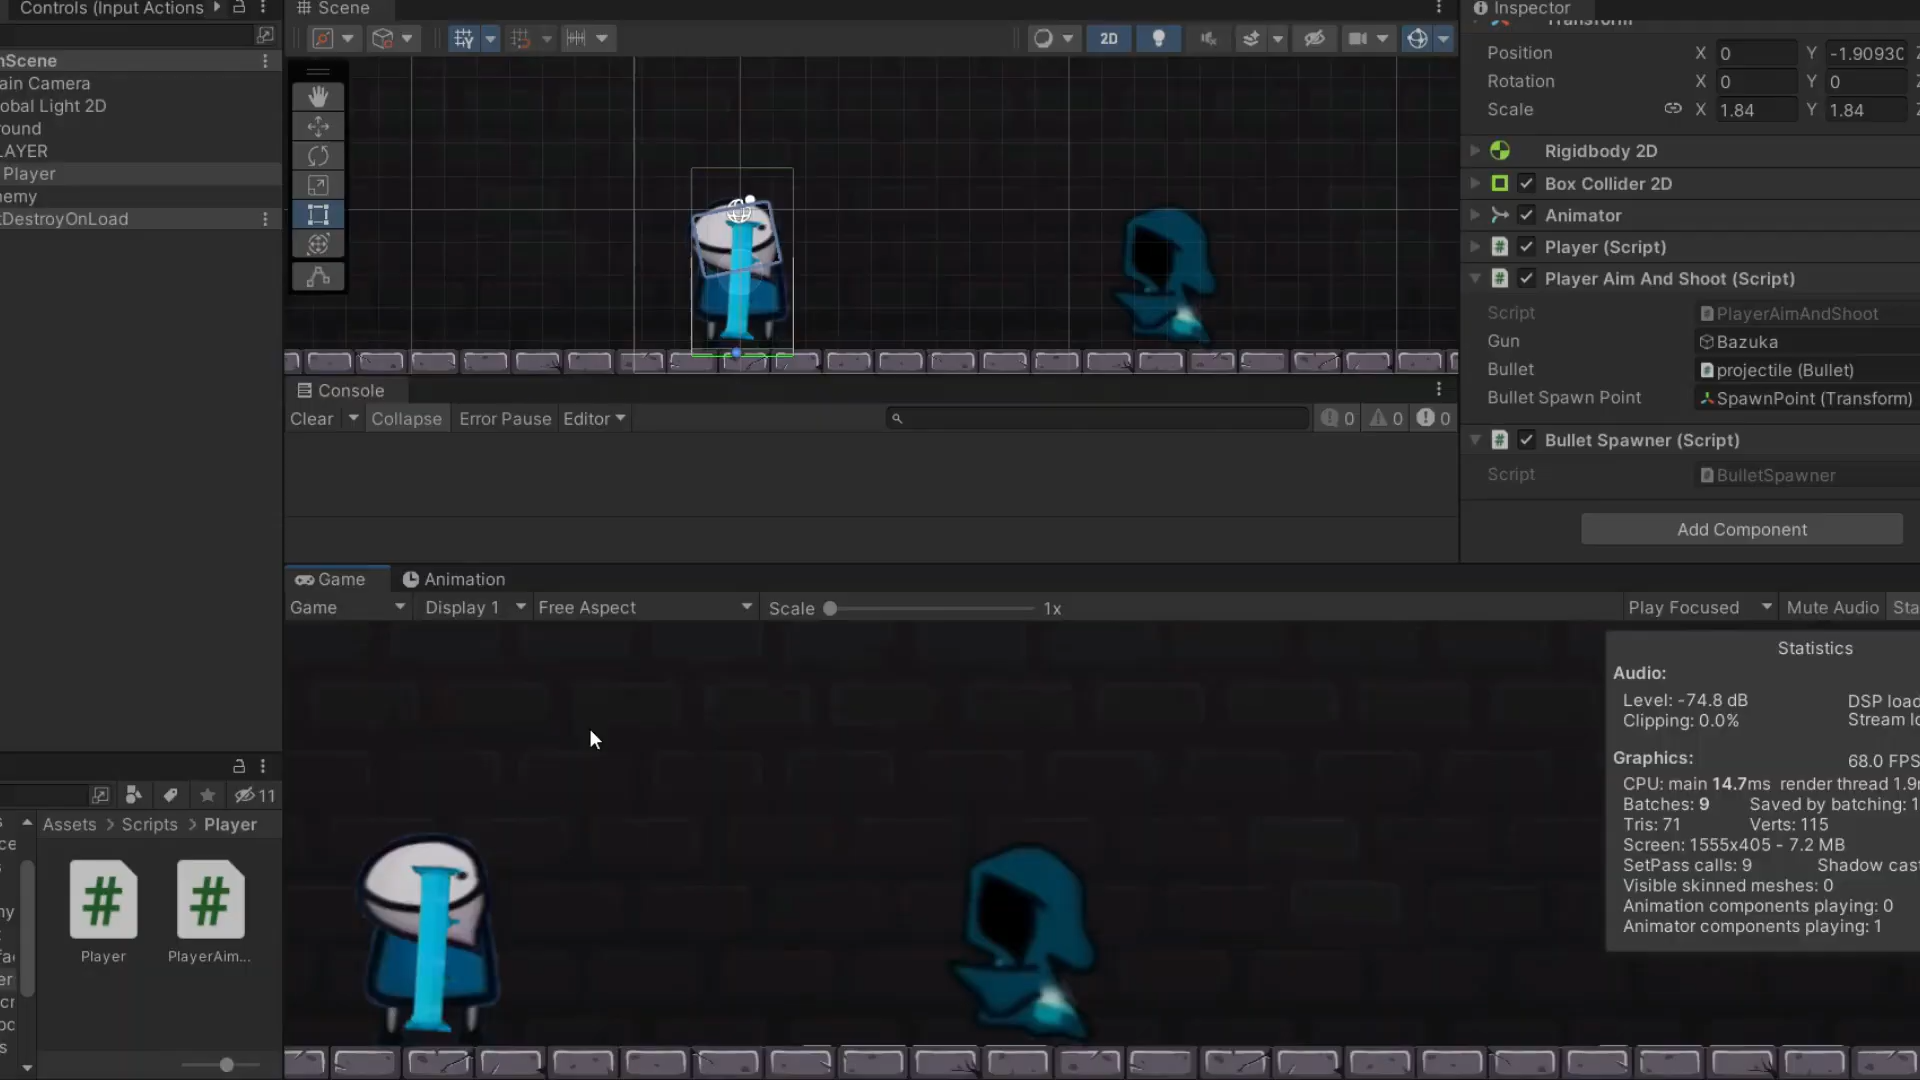 Controls (Input Actions
nScene
ain Camera
obal Light 2D
round
LAYER
Player
nemy
tDestroyOnLoad
Scene
2D
Console
Clear Collapse Error Pause Editor 0 0 0
Inspector
Transform
Position X 0 Y -1.9093
Rotation X 0 Y 0
Scale X 1.84 Y 1.84
Rigidbody 2D
Box Collider 2D
Animator
Player (Script)
Player Aim And Shoot (Script)
Script PlayerAimAndShoot
Gun Bazuka
Bullet projectile (Bullet)
Bullet Spawn Point SpawnPoint (Transform)
Bullet Spawner (Script)
Script BulletSpawner
Add Component
Game Animation
Game Display 1 Free Aspect Scale 1x Play Focused Mute Audio Sta
Statistics
Audio:
Level: -74.8 dB DSP load
Clipping: 0.0% Stream lo
Graphics: 68.0 FPS
CPU: main 14.7ms render thread 1.9
Batches: 9 Saved by batching: 1
Tris: 71 Verts: 115
Screen: 1555x405 - 7.2 MB
SetPass calls: 9 Shadow cas
Visible skinned meshes: 0
Animation components playing: 0
Animator components playing: 1
11
Assets > Scripts > Player
Player PlayerAim...